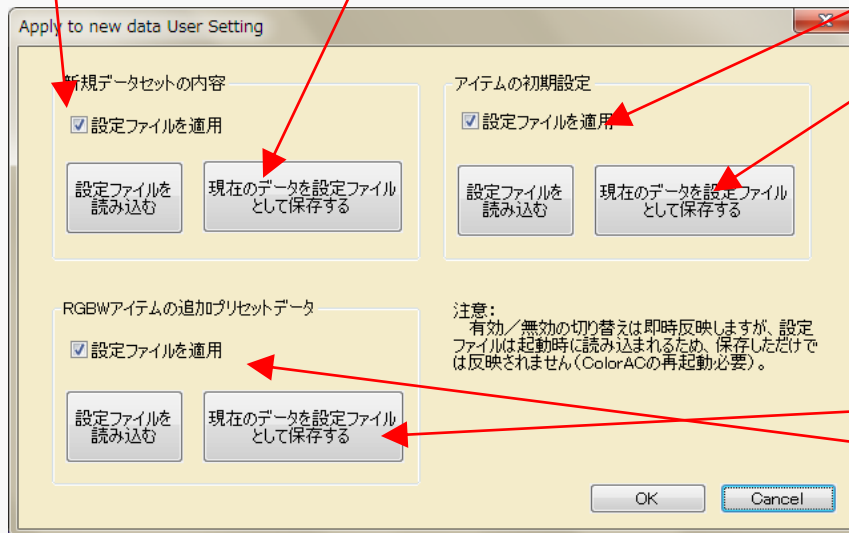 Apply to new data User Setting
新規データセットの内容
設定ファイルを適用
設定ファイルを
読み込む
現在のデータを設定ファイル
として保存する
アイテムの初期設定
設定ファイルを適用
設定ファイルを
読み込む
現在のデータを設定ファイル
として保存する
RGBWアイテムの追加プリセットデータ
設定ファイルを適用
設定ファイルを
読み込む
現在のデータを設定ファイル
として保存する
注意:
有効/無効の切り替えは即時反映しますが、設定
ファイルは起動時に読み込まれるため、保存しただけで
は反映されません(ColorACの再起動必要)。
OK
Cancel